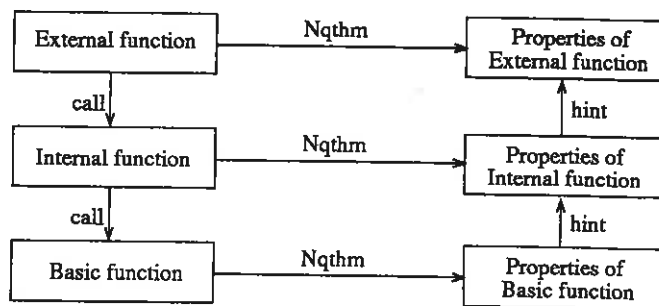 External function
Nqthm
Properties of
External function
call
hint
Internal function
Nqthm
Properties of
Internal function
call
hint
Basic function
Nqthm
Properties of
Basic function